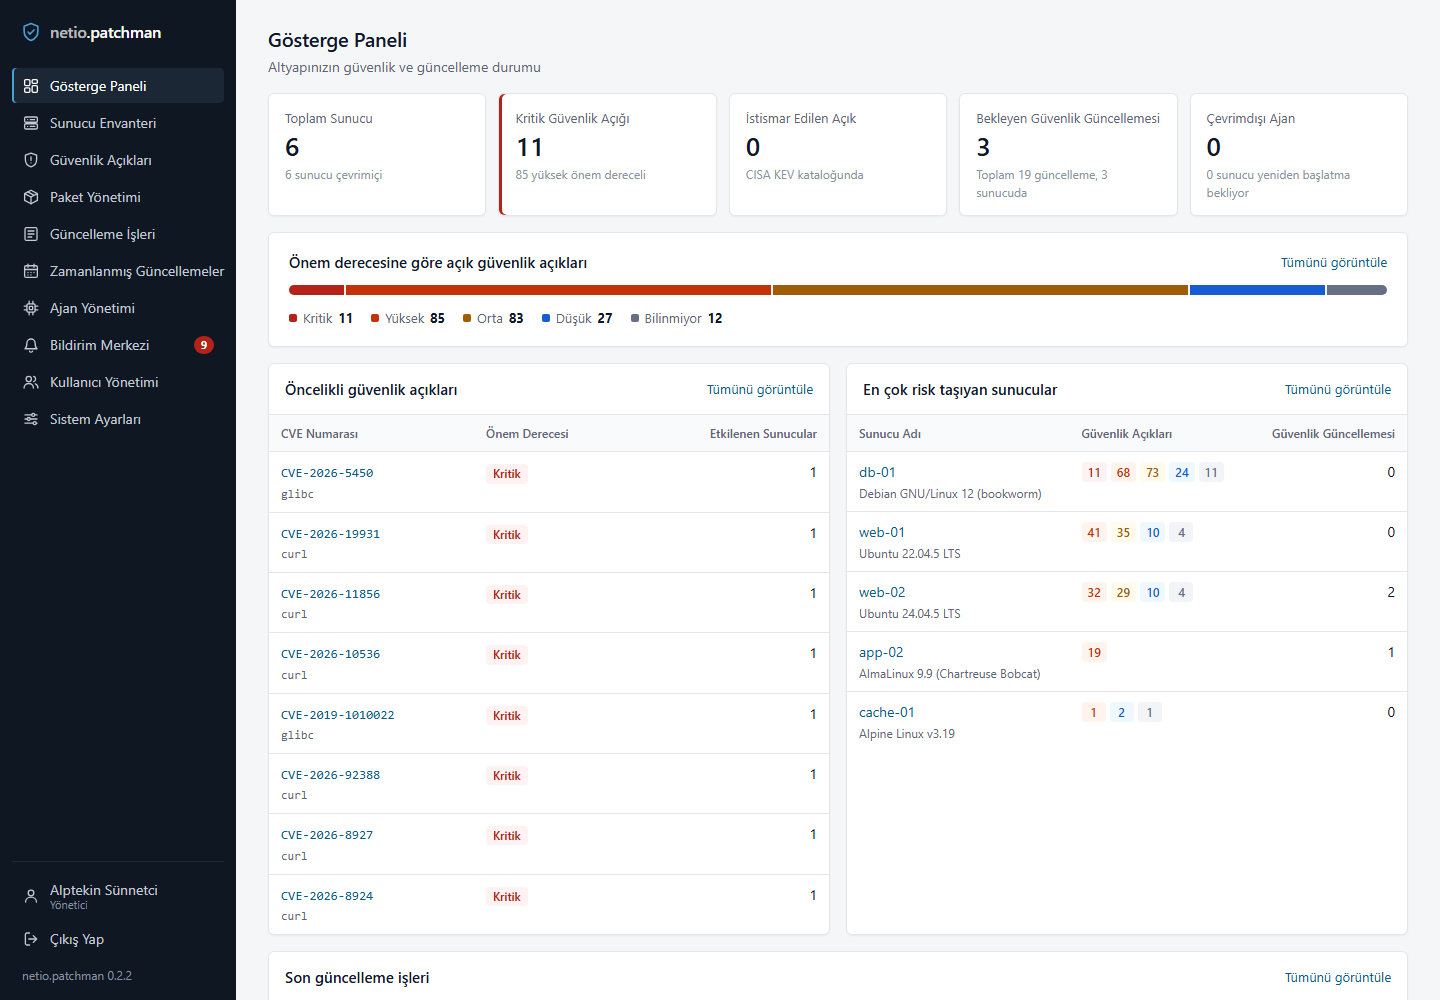 netio.patchman
Gösterge Paneli
Sunucu Envanteri
Güvenlik Açıkları
Paket Yönetimi
Güncelleme İşleri
Zamanlanmış Güncellemeler
Ajan Yönetimi
Bildirim Merkezi 9
Kullanıcı Yönetimi
Sistem Ayarları
Alptekin Sünnetci
Yönetici
Çıkış Yap
netio.patchman 0.2.2
Gösterge Paneli
Altyapınızın güvenlik ve güncelleme durumu
Toplam Sunucu
6
6 sunucu çevrimiçi
Kritik Güvenlik Açığı
11
85 yüksek önem dereceli
İstismar Edilen Açık
0
CISA KEV kataloğunda
Bekleyen Güvenlik Güncellemesi
3
Toplam 19 güncelleme, 3
sunucuda
Çevrimdışı Ajan
0
0 sunucu yeniden başlatma
bekliyor
Önem derecesine göre açık güvenlik açıkları Tümünü görüntüle
Kritik 11 Yüksek 85 Orta 83 Düşük 27 Bilinmiyor 12
Öncelikli güvenlik açıkları Tümünü görüntüle
CVE Numarası Önem Derecesi Etkilenen Sunucular
CVE-2026-5450 Kritik 1
glibc
CVE-2026-19931 Kritik 1
curl
CVE-2026-11856 Kritik 1
curl
CVE-2026-10536 Kritik 1
curl
CVE-2019-1010022 Kritik 1
glibc
CVE-2026-92388 Kritik 1
curl
CVE-2026-8927 Kritik 1
curl
CVE-2026-8924 Kritik 1
curl
En çok risk taşıyan sunucular Tümünü görüntüle
Sunucu Adı Güvenlik Açıkları Güvenlik Güncellemesi
db-01 11 68 73 24 11 0
Debian GNU/Linux 12 (bookworm)
web-01 41 35 10 4 0
Ubuntu 22.04.5 LTS
web-02 32 29 10 4 2
Ubuntu 24.04.5 LTS
app-02 19 1
AlmaLinux 9.9 (Chartreuse Bobcat)
cache-01 1 2 1 0
Alpine Linux v3.19
Son güncelleme işleri Tümünü görüntüle